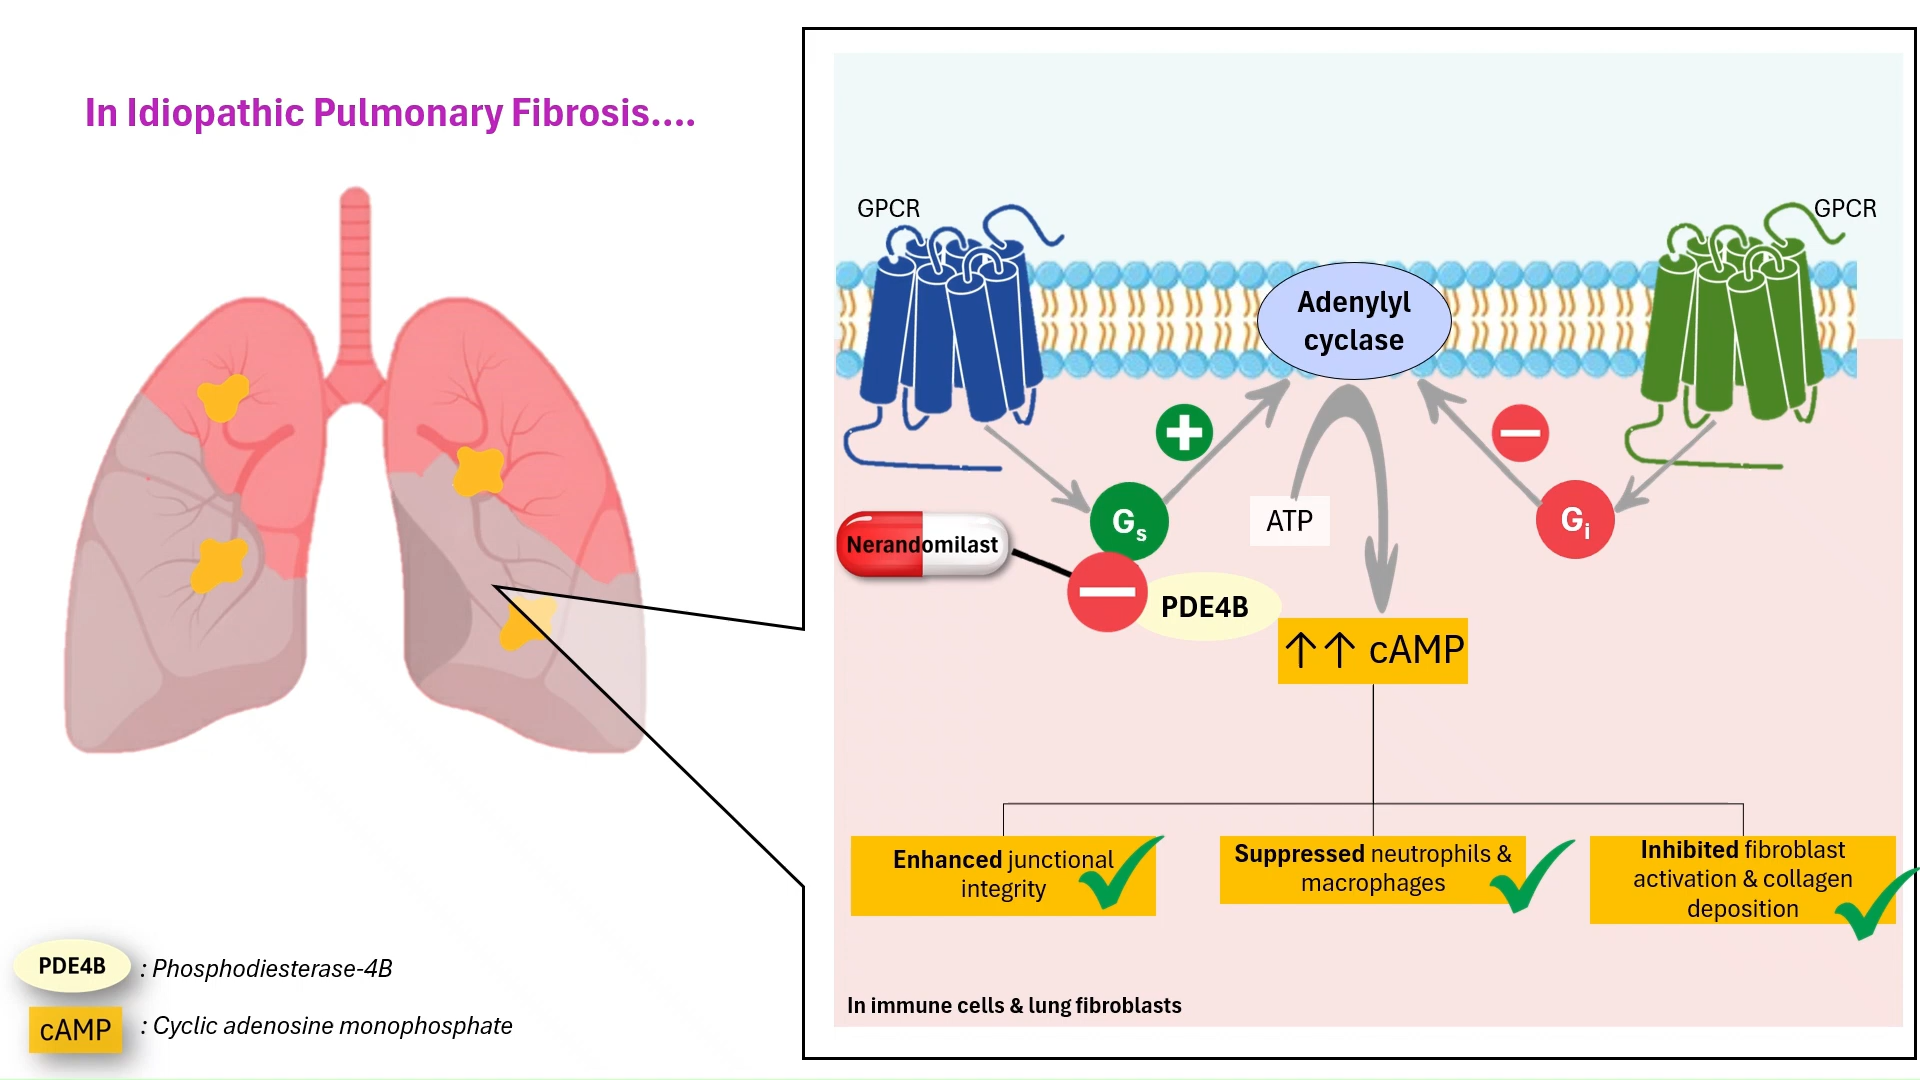 In Idiopathic Pulmonary Fibrosis....
GPCR
GPCR
Adenylyl
cyclase
Gs
ATP
Gi
Nerandomilast
PDE4B
↑↑ cAMP
Enhanced junctional
integrity
Suppressed neutrophils &
macrophages
Inhibited fibroblast
activation & collagen
deposition
In immune cells & lung fibroblasts
PDE4B : Phosphodiesterase-4B
cAMP : Cyclic adenosine monophosphate